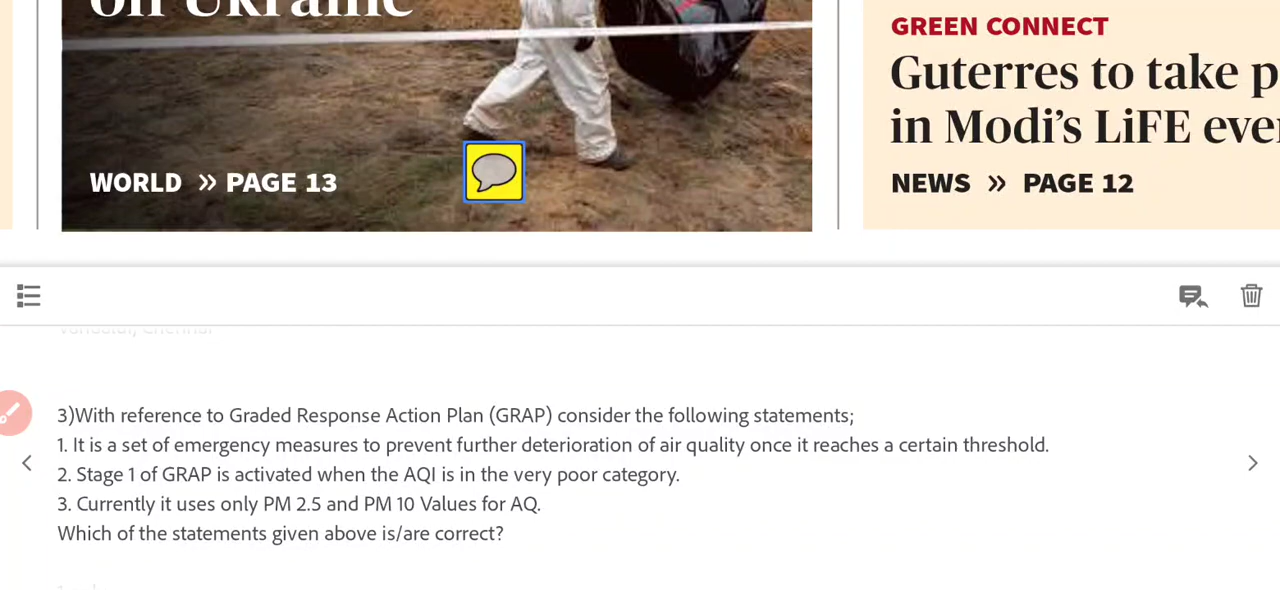 on Ukraine
WORLD » PAGE 13
GREEN CONNECT
Guterres to take p
in Modi's LiFE eve
NEWS » PAGE 12
3)With reference to Graded Response Action Plan (GRAP) consider the following statements;
1. It is a set of emergency measures to prevent further deterioration of air quality once it reaches a certain threshold.
2. Stage 1 of GRAP is activated when the AQI is in the very poor category.
3. Currently it uses only PM 2.5 and PM 10 Values for AQ.
Which of the statements given above is/are correct?